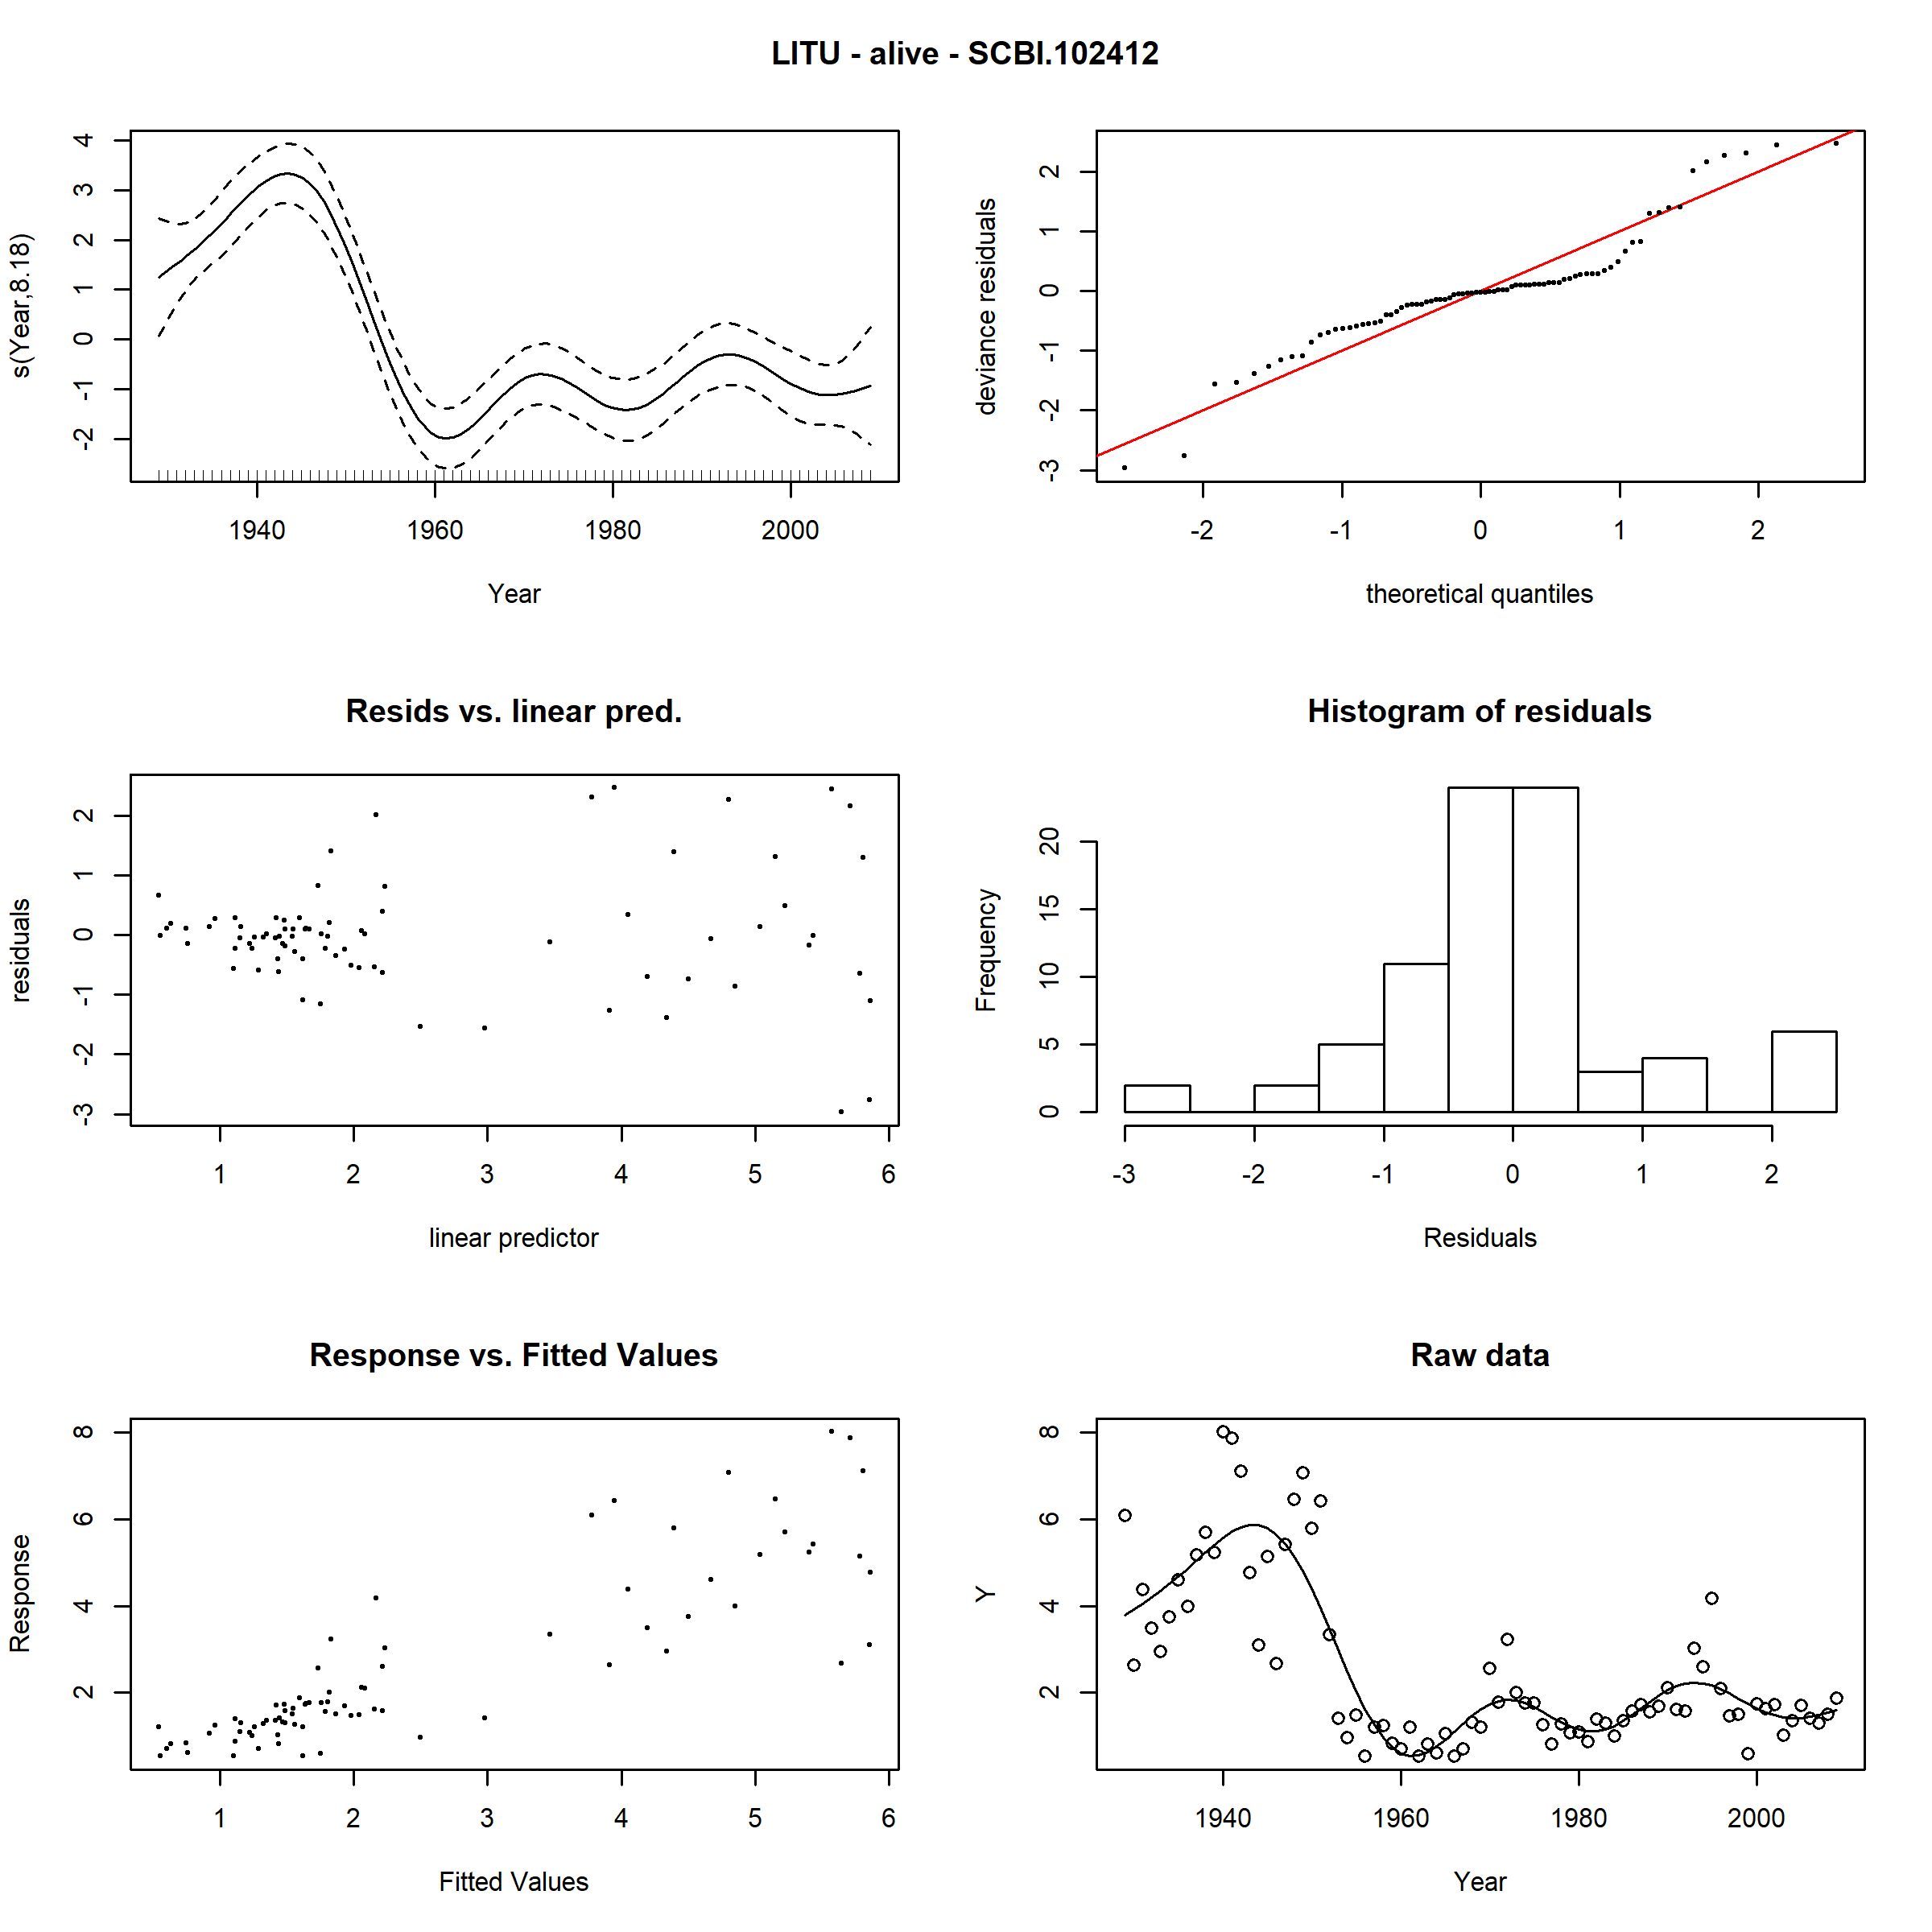 LITU - alive - SCBI.102412
s(Year,8.18)
4
3
2
1
0
-1
-2
1940 1960 1980 2000
Year
deviance residuals
2
1
0
-1
-2
-3
-2 -1 0 1 2
theoretical quantiles
Resids vs. linear pred.
residuals
2
1
0
-1
-2
-3
1 2 3 4 5 6
linear predictor
Histogram of residuals
Frequency
20
15
10
5
0
-3 -2 -1 0 1 2
Residuals
Response vs. Fitted Values
Response
8
6
4
2
1 2 3 4 5 6
Fitted Values
Raw data
Y
8
6
4
2
1940 1960 1980 2000
Year